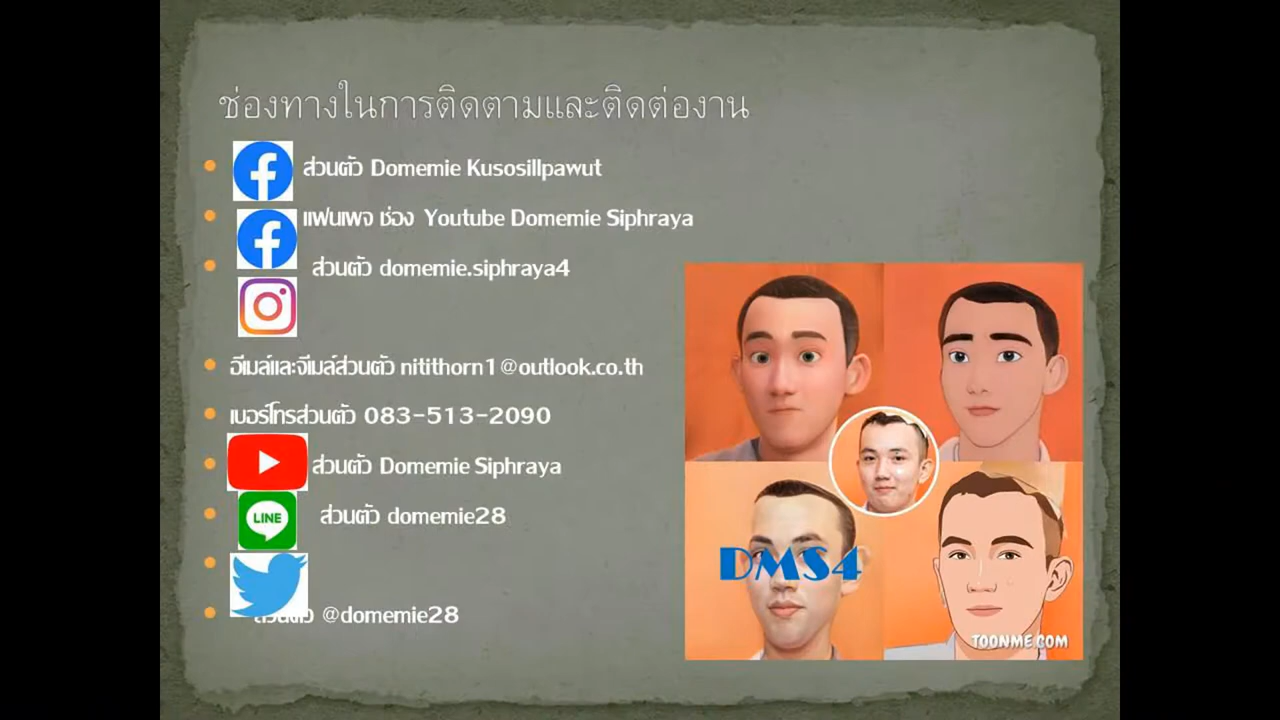 ช่องทางในการติดตามและติดต่องาน
ส่วนตัว Domemie Kusosillpawut
แฟนเพจ ช่อง Youtube Domemie Siphraya
ส่วนตัว domemie.siphraya4
อีเมล์และจีเมล์ส่วนตัว nitithorn1@outlook.co.th
เบอร์โทรส่วนตัว 083-513-2090
ส่วนตัว Domemie Siphraya
LINE
ส่วนตัว domemie28
ส่วนตัว @domemie28
DMS4
TOONME.COM